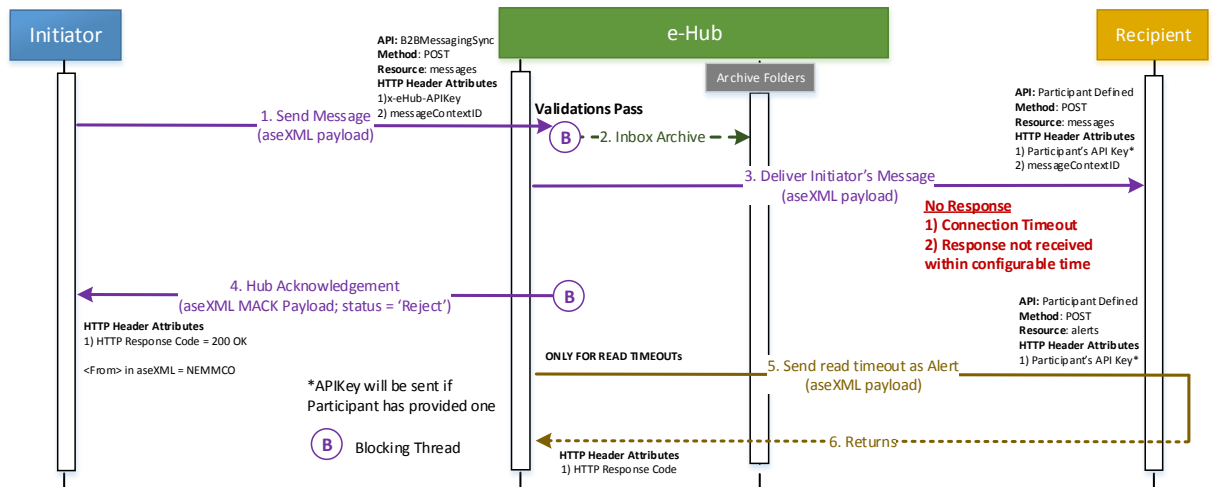 Initiator
e-Hub
Recipient
API: B2BMessagingSync
Method: POST
Resource: messages
HTTP Header Attributes
1)x-eHub-APIKey
2) messageContextID
Archive Folders
API: Participant Defined
Method: POST
Resource: messages
HTTP Header Attributes
1) Participant's API Key*
2) messageContextID
Validations Pass
1. Send Message
(aseXML payload)
B
2. Inbox Archive
3. Deliver Initiator's Message
(aseXML payload)
No Response
1) Connection Timeout
2) Response not received
within configurable time
4. Hub Acknowledgement
(aseXML MACK Payload; status = 'Reject')
B
HTTP Header Attributes
1) HTTP Response Code = 200 OK
<From> in aseXML = NEMMCO
API: Participant Defined
Method: POST
Resource: alerts
HTTP Header Attributes
1) Participant's API Key*
ONLY FOR READ TIMEOUTs
5. Send read timeout as Alert
(aseXML payload)
*APIKey will be sent if
Participant has provided one
B Blocking Thread
6. Returns
HTTP Header Attributes
1) HTTP Response Code